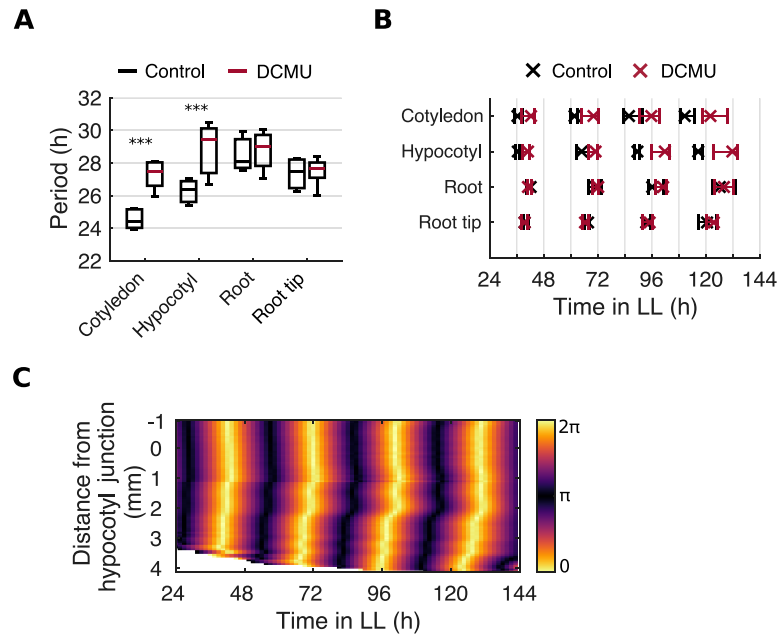 A
Control DCMU
Period (h)
32
30
28
26
24
22
***
***
Cotyledon
Hypocotyl
Root
Root tip
B
Control DCMU
Cotyledon
Hypocotyl
Root
Root tip
24 48 72 96 120 144
Time in LL (h)
C
Distance from
hypocotyl junction
(mm)
-1
0
1
2
3
4
24 48 72 96 120 144
Time in LL (h)
2π
π
0